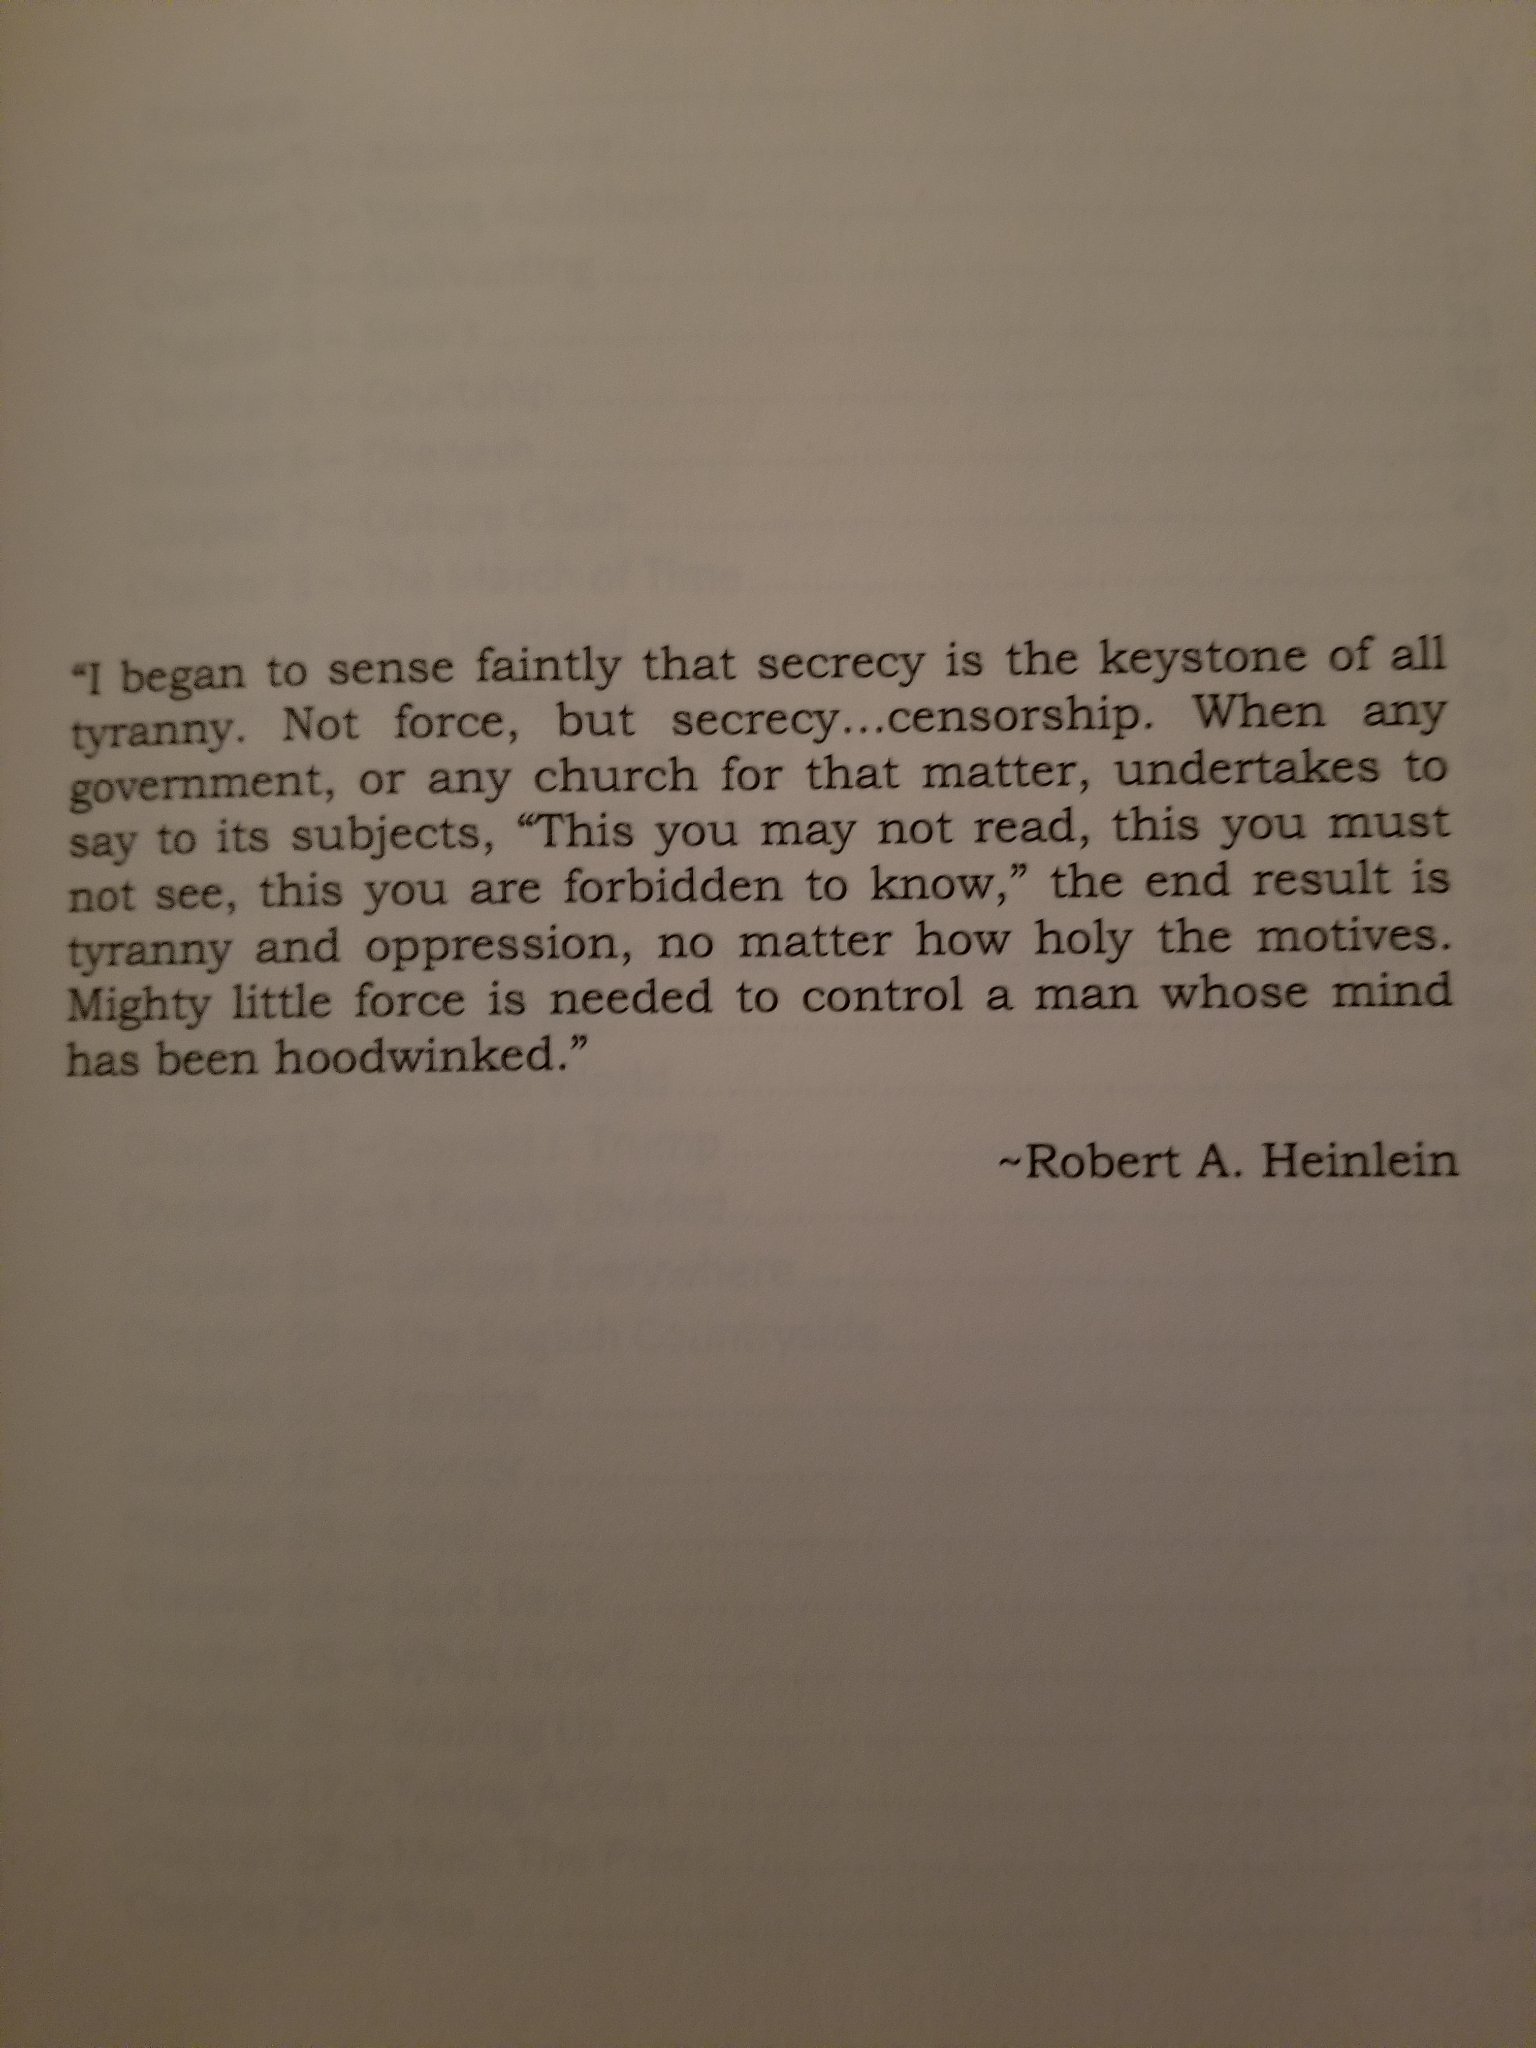 “I began to sense faintly that secrecy is the keystone of all
tyranny. Not force, but secrecy...censorship. When any
government, or any church for that matter, undertakes to
say to its subjects, “This you may not read, this you must
not see, this you are forbidden to know,” the end result is
tyranny and oppression, no matter how holy the motives.
Mighty little force is needed to control a man whose mind
has been hoodwinked.”
~Robert A. Heinlein